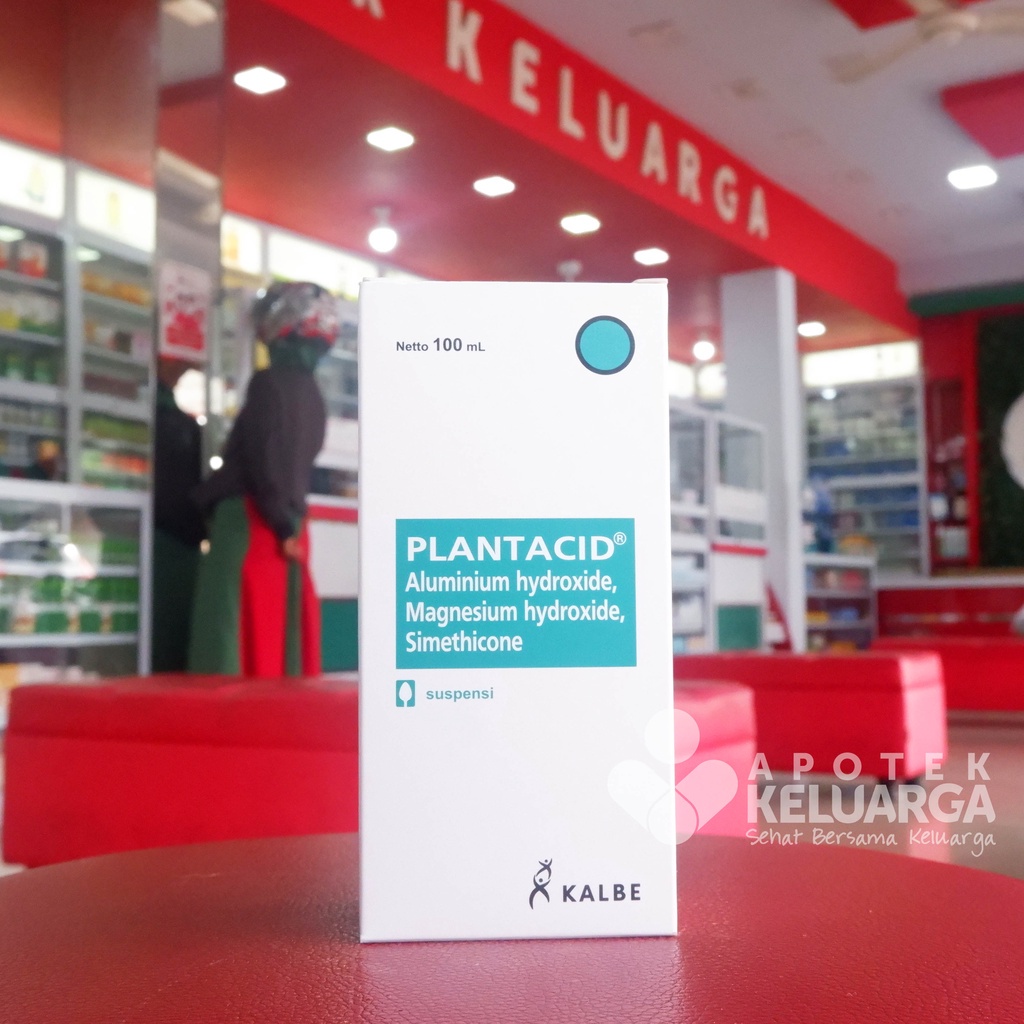 KELUARGA
Netto 100 mL
PLANTACID®
Aluminium hydroxide,
Magnesium hydroxide,
Simethicone
suspensi
KALBE
APOTEK
KELUARGA
Sehat Bersama Keluarga